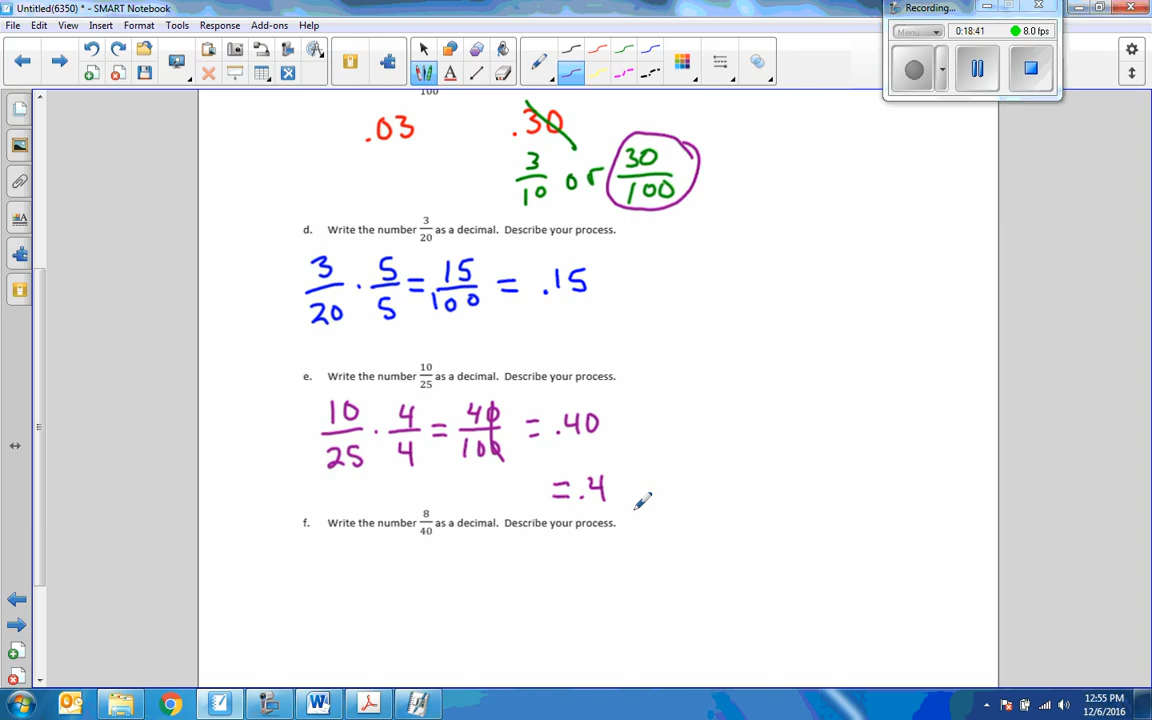 Untitled(6350) * - SMART Notebook
Recording...
File Edit View Insert Format Tools Response Add-ons Help
Menu 0:18:41 8.0 fps
100
.03 .30
3/10 or 30/100
d. Write the number 3/20 as a decimal. Describe your process.
3/20 · 5/5 = 15/100 = .15
e. Write the number 10/25 as a decimal. Describe your process.
10/25 · 4/4 = 40/100 = .40
= .4
f. Write the number 8/40 as a decimal. Describe your process.
12:55 PM
12/6/2016